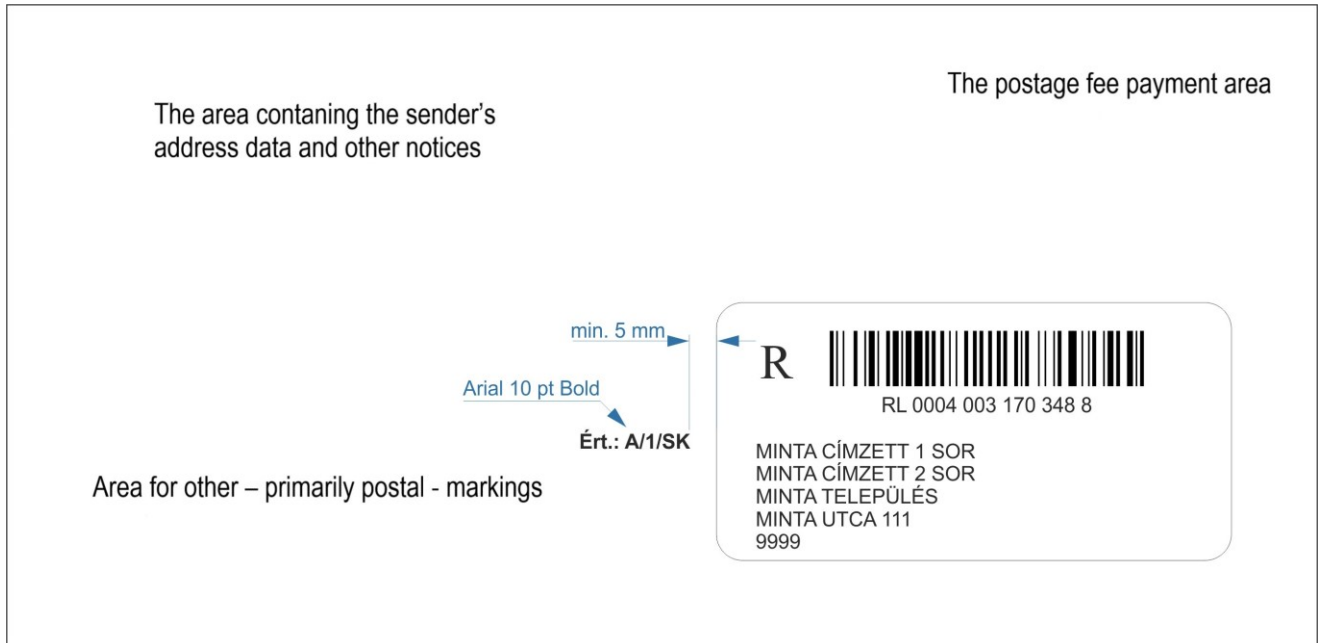 The postage fee payment area
The area contaning the sender's
address data and other notices
min. 5 mm
Arial 10 pt Bold
Ért.: A/1/SK
R
RL 0004 003 170 348 8
MINTA CÍMZETT 1 SOR
MINTA CÍMZETT 2 SOR
MINTA TELEPÜLÉS
MINTA UTCA 111
9999
Area for other – primarily postal - markings